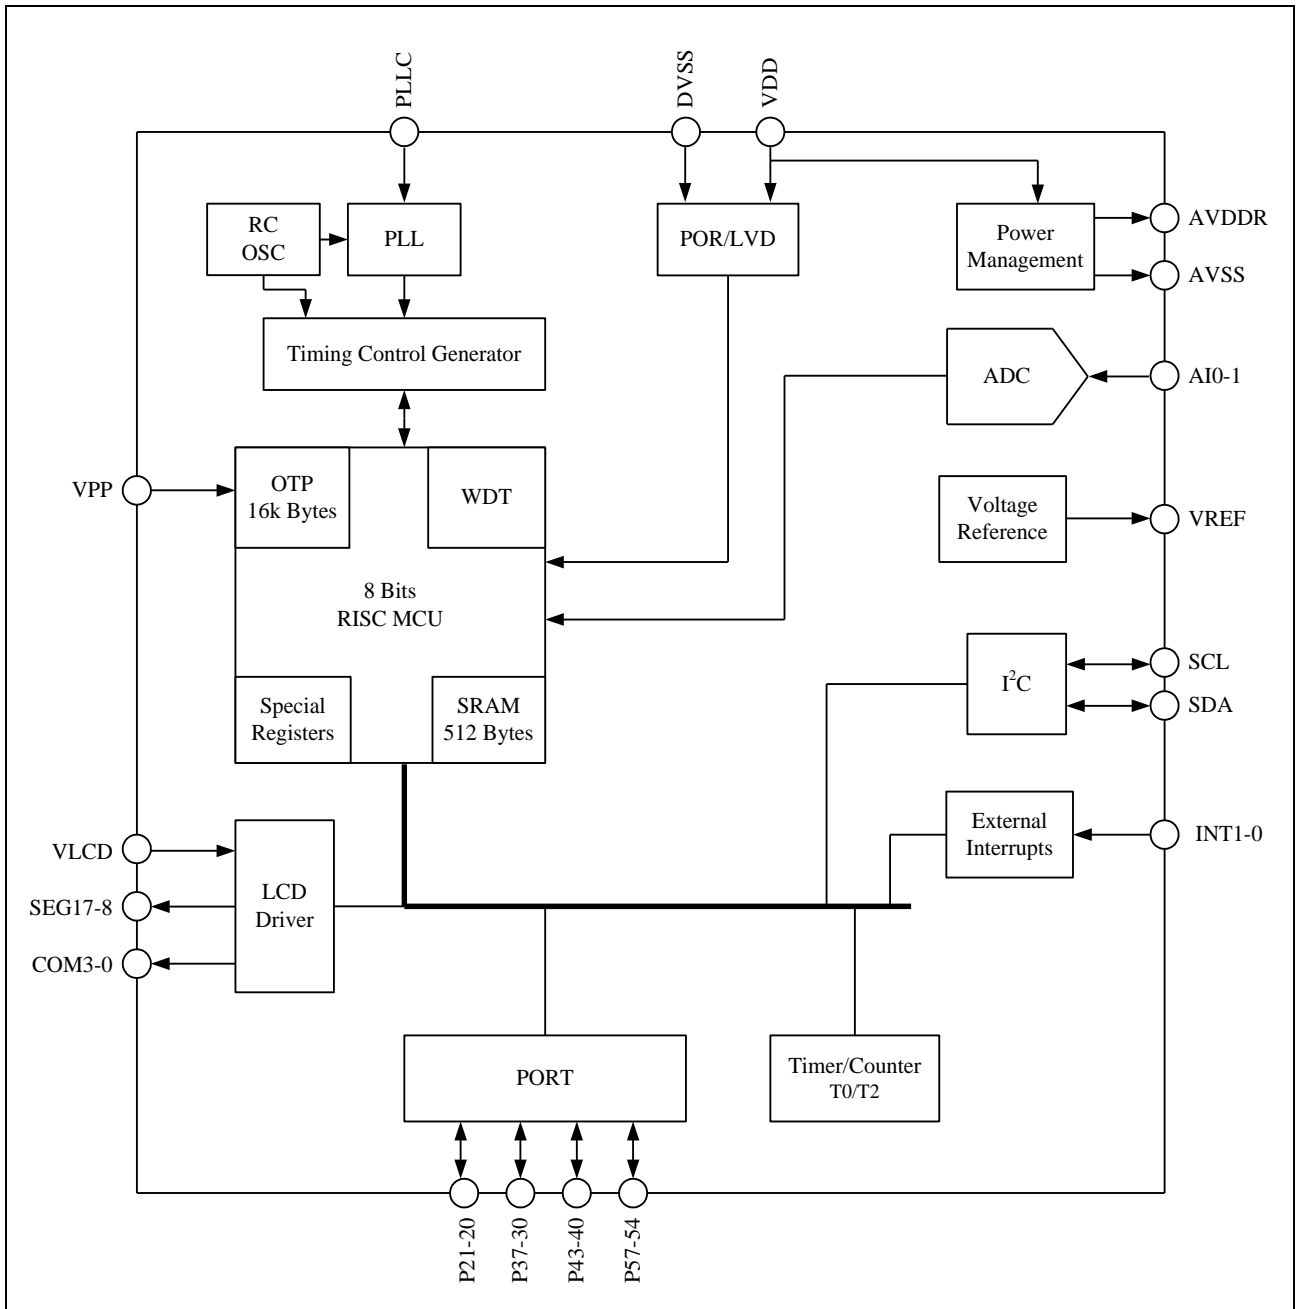 PLLC
DVSS
VDD
RC
OSC
PLL
POR/LVD
Power
Management
AVDDR
AVSS
Timing Control Generator
ADC
AI0-1
VPP
OTP
16k Bytes
WDT
Voltage
Reference
VREF
8 Bits
RISC MCU
I²C
SCL
SDA
Special
Registers
SRAM
512 Bytes
External
Interrupts
INT1-0
VLCD
SEG17-8
COM3-0
LCD
Driver
PORT
Timer/Counter
T0/T2
P21-20
P37-30
P43-40
P57-54